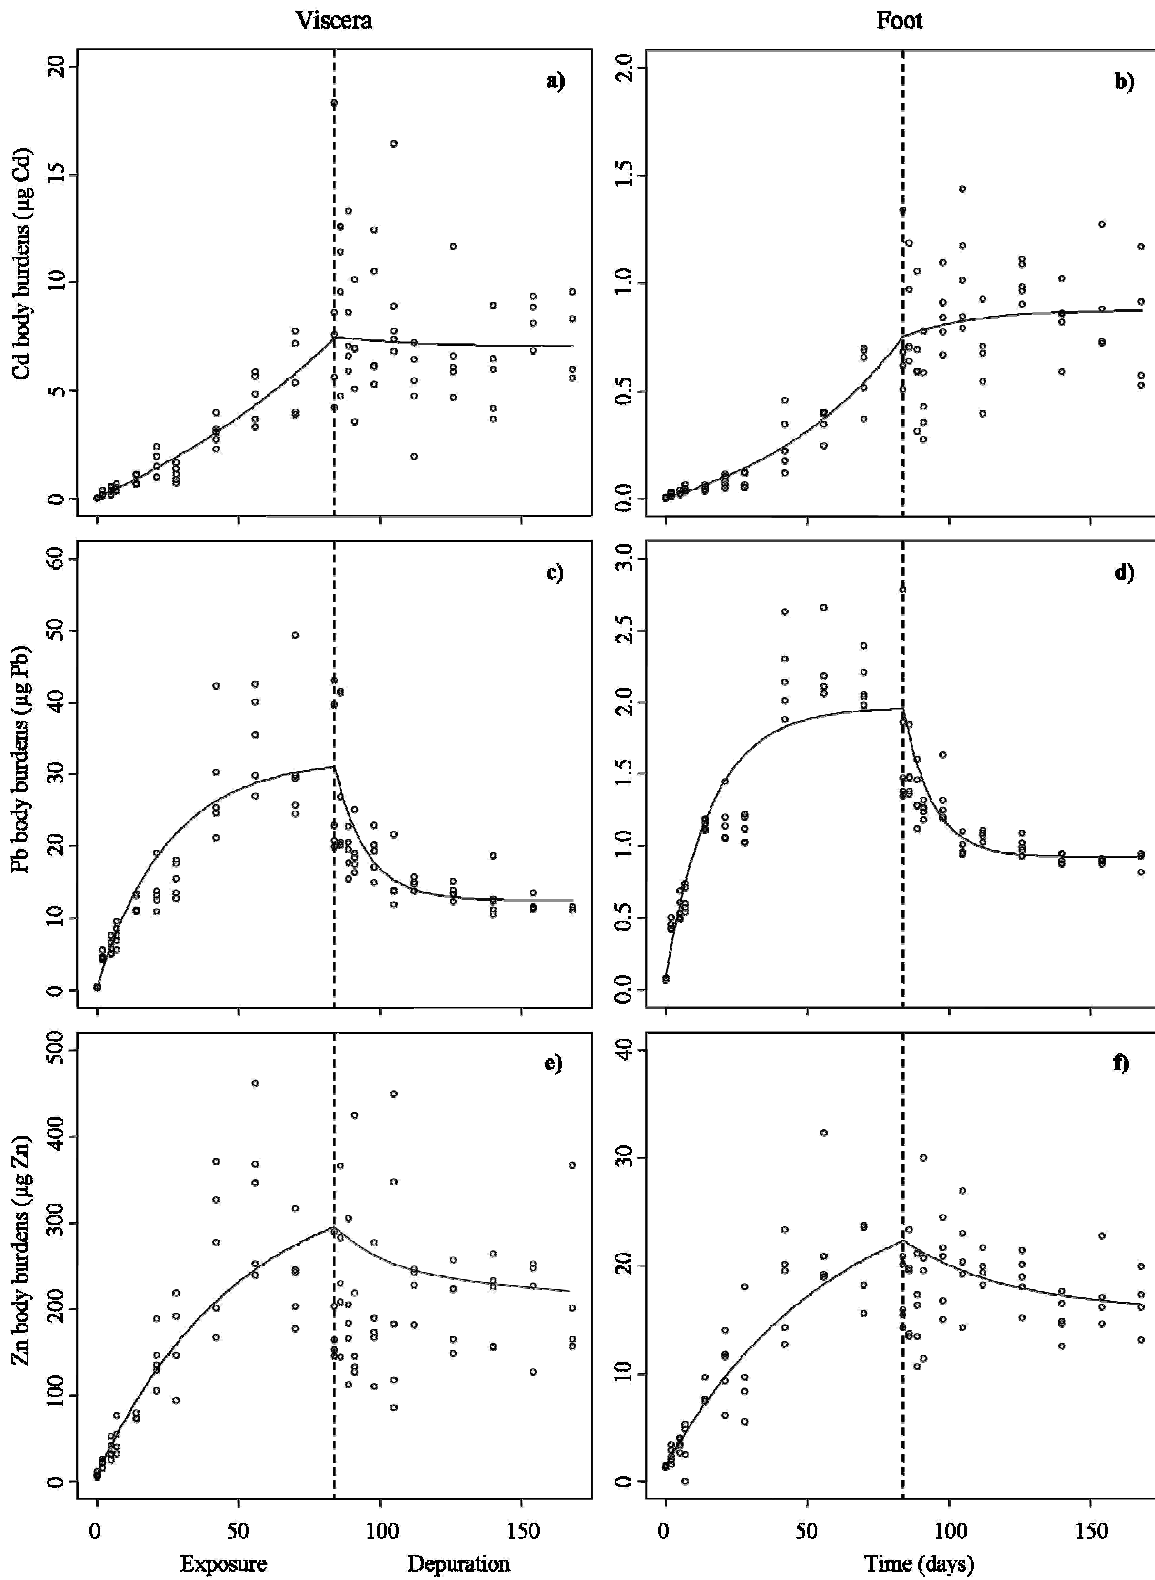 Viscera
Foot
a)
b)
Cd body burdens (µg Cd)
0 5 10 15 20
0.0 0.5 1.0 1.5 2.0
c)
d)
Pb body burdens (µg Pb)
0 10 20 30 40 50 60
0.0 0.5 1.0 1.5 2.0 2.5 3.0
e)
f)
Zn body burdens (µg Zn)
0 100 200 300 400 500
0 10 20 30 40
0 50 100 150
0 50 100 150
Exposure Depuration
Time (days)